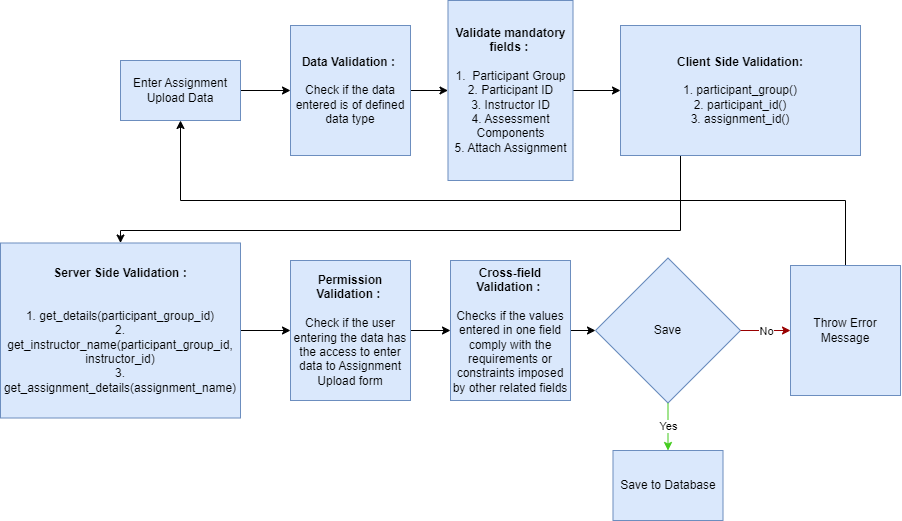 Enter Assignment
Upload Data
Data Validation :
Check if the data
entered is of defined
data type
Validate mandatory
fields :
1. Participant Group
2. Participant ID
3. Instructor ID
4. Assessment
Components
5. Attach Assignment
Client Side Validation:
1. participant_group()
2. participant_id()
3. assignment_id()
Server Side Validation :
1. get_details(participant_group_id)
2.
get_instructor_name(participant_group_id,
instructor_id)
3.
get_assignment_details(assignment_name)
Permission
Validation :
Check if the user
entering the data has
the access to enter
data to Assignment
Upload form
Cross-field
Validation :
Checks if the values
entered in one field
comply with the
requirements or
constraints imposed
by other related fields
Save
No
Throw Error
Message
Yes
Save to Database